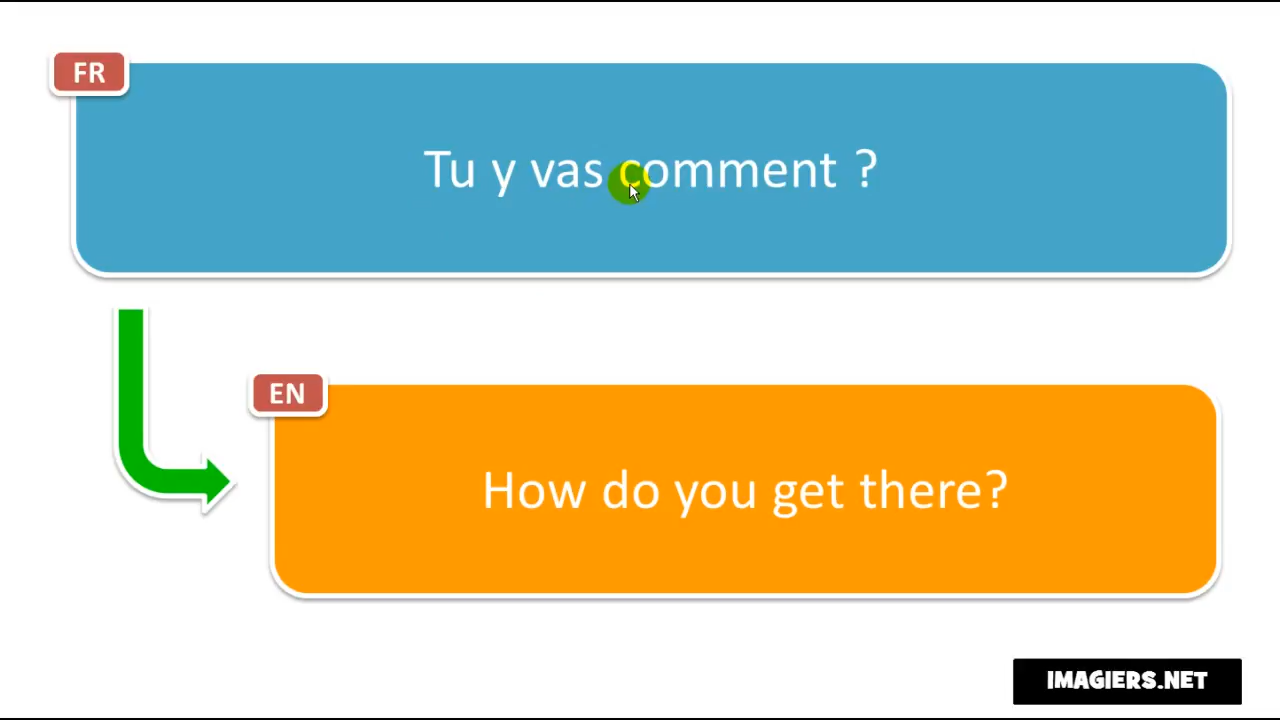 FR
Tu y vas comment ?
EN
How do you get there?
IMAGIERS.NET